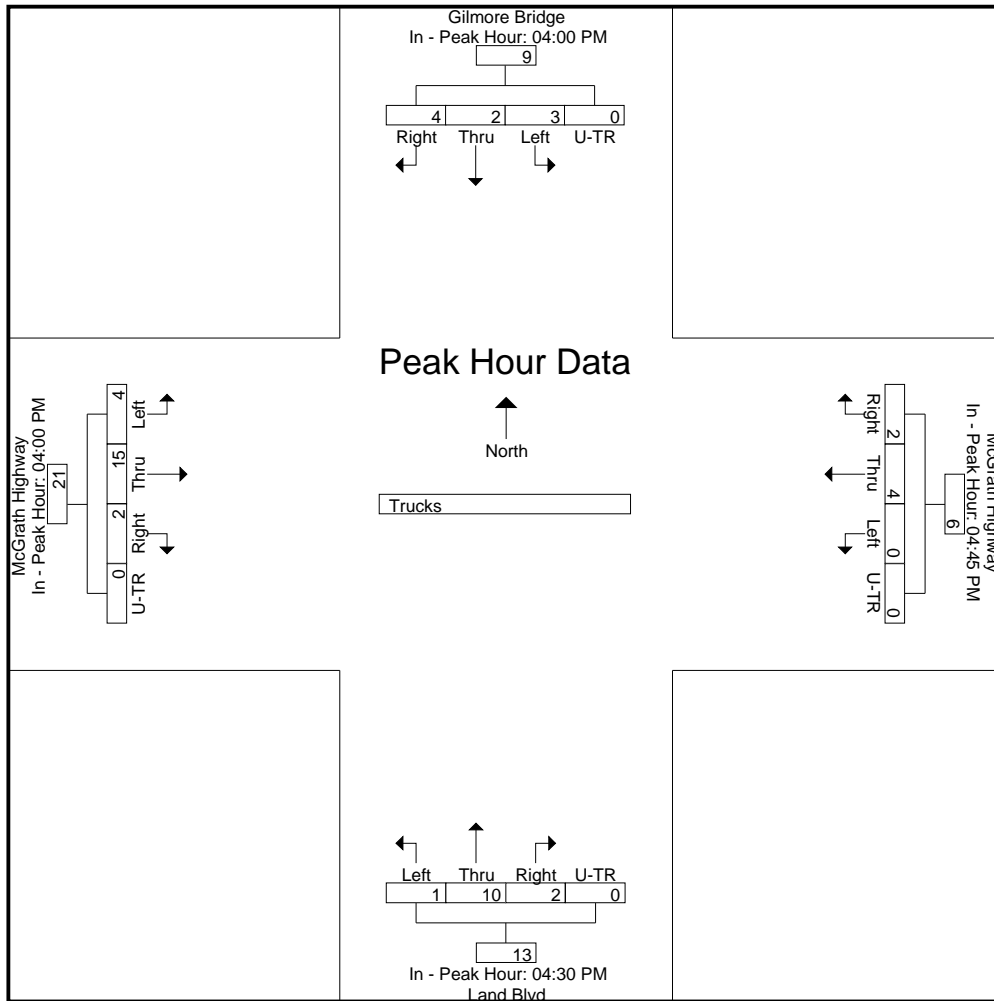 Gilmore Bridge
In - Peak Hour: 04:00 PM
9
4 2 3 0
Right Thru Left U-TR
Peak Hour Data
North
Trucks
McGrath Highway
In - Peak Hour: 04:00 PM
21
4 15 2 0
Left Thru Right U-TR
McGrath Highway
In - Peak Hour: 04:45 PM
6
2 4 0 0
Right Thru Left U-TR
Left Thru Right U-TR
1 10 2 0
13
In - Peak Hour: 04:30 PM
Land Blvd